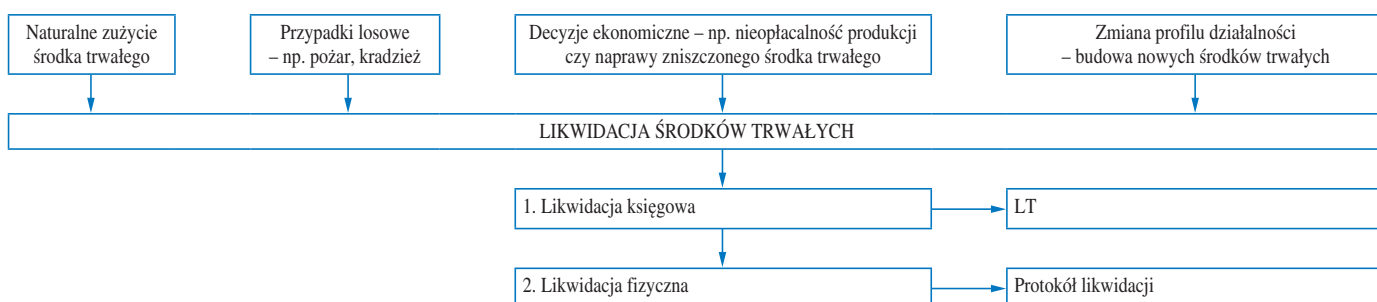 Naturalne zużycie
środka trwałego
Przypadki losowe
– np. pożar, kradzież
Decyzje ekonomiczne – np. nieopłacalność produkcji
czy naprawy zniszczonego środka trwałego
Zmiana profilu działalności
– budowa nowych środków trwałych
LIKWIDACJA ŚRODKÓW TRWAŁYCH
1. Likwidacja księgowa
LT
2. Likwidacja fizyczna
Protokół likwidacji